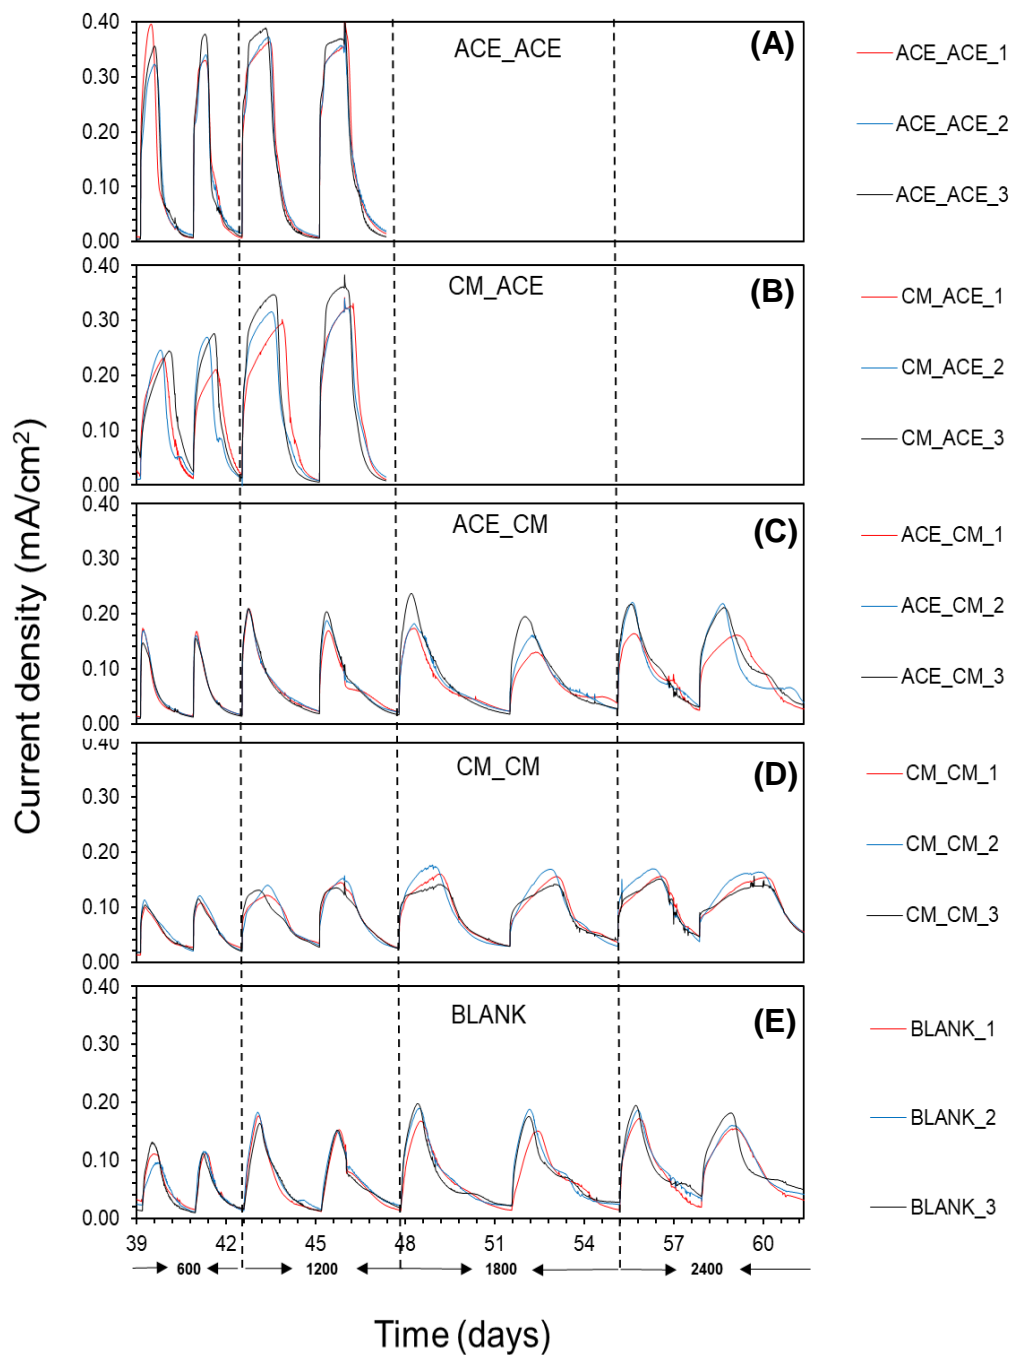 Current density (mA/cm²)
0.40
0.30
0.20
0.10
0.00
ACE_ACE
(A)
ACE_ACE_1
ACE_ACE_2
ACE_ACE_3
0.40
0.30
0.20
0.10
0.00
CM_ACE
(B)
CM_ACE_1
CM_ACE_2
CM_ACE_3
0.40
0.30
0.20
0.10
0.00
ACE_CM
(C)
ACE_CM_1
ACE_CM_2
ACE_CM_3
0.40
0.30
0.20
0.10
0.00
CM_CM
(D)
CM_CM_1
CM_CM_2
CM_CM_3
0.40
0.30
0.20
0.10
0.00
BLANK
(E)
BLANK_1
BLANK_2
BLANK_3
39 42 45 48 51 54 57 60
600 1200 1800 2400
Time (days)